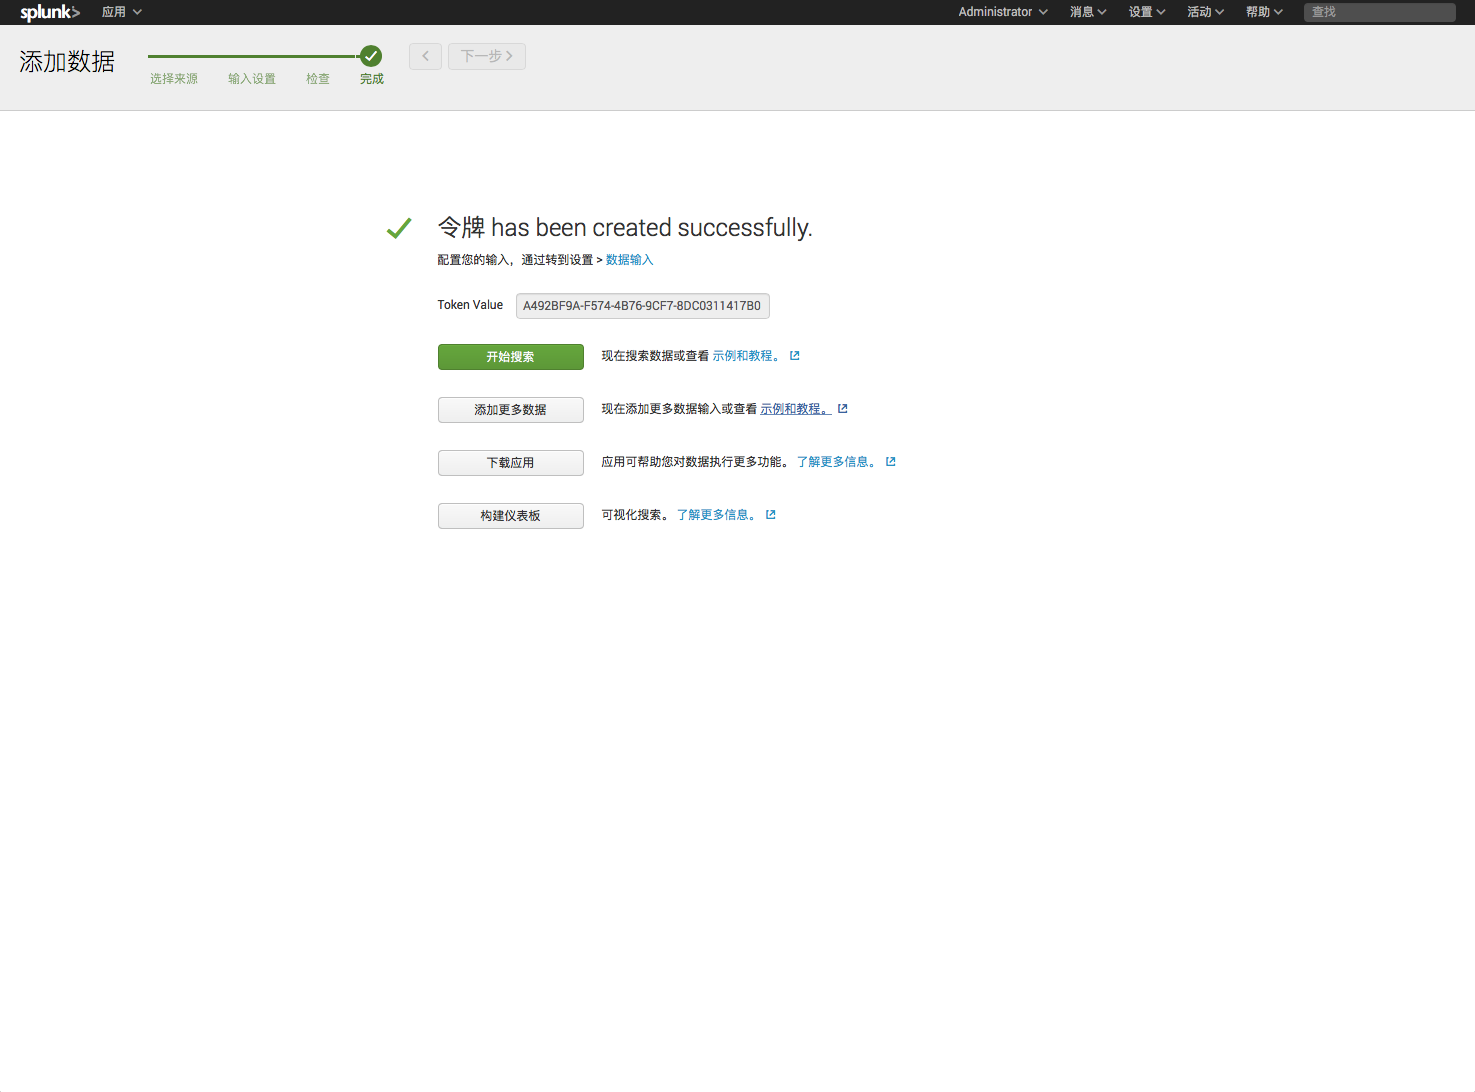 splunk> 应用 Administrator 消息 设置 活动 帮助 查找
添加数据 < 下一步 >
选择来源 输入设置 检查 完成
令牌 has been created successfully.
配置您的输入，通过转到设置 > 数据输入
Token Value A492BF9A-F574-4B76-9CF7-8DC0311417B0
开始搜索 现在搜索数据或查看 示例和教程。
添加更多数据 现在添加更多数据输入或查看 示例和教程。
下载应用 应用可帮助您对数据执行更多功能。 了解更多信息。
构建仪表板 可视化搜索。 了解更多信息。